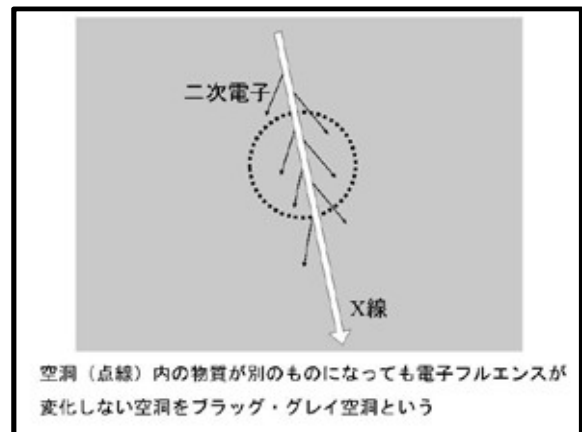 二次電子
X線
空洞（点線）内の物質が別のものになっても電子フルエンスが
変化しない空洞をブラッグ・グレイ空洞という